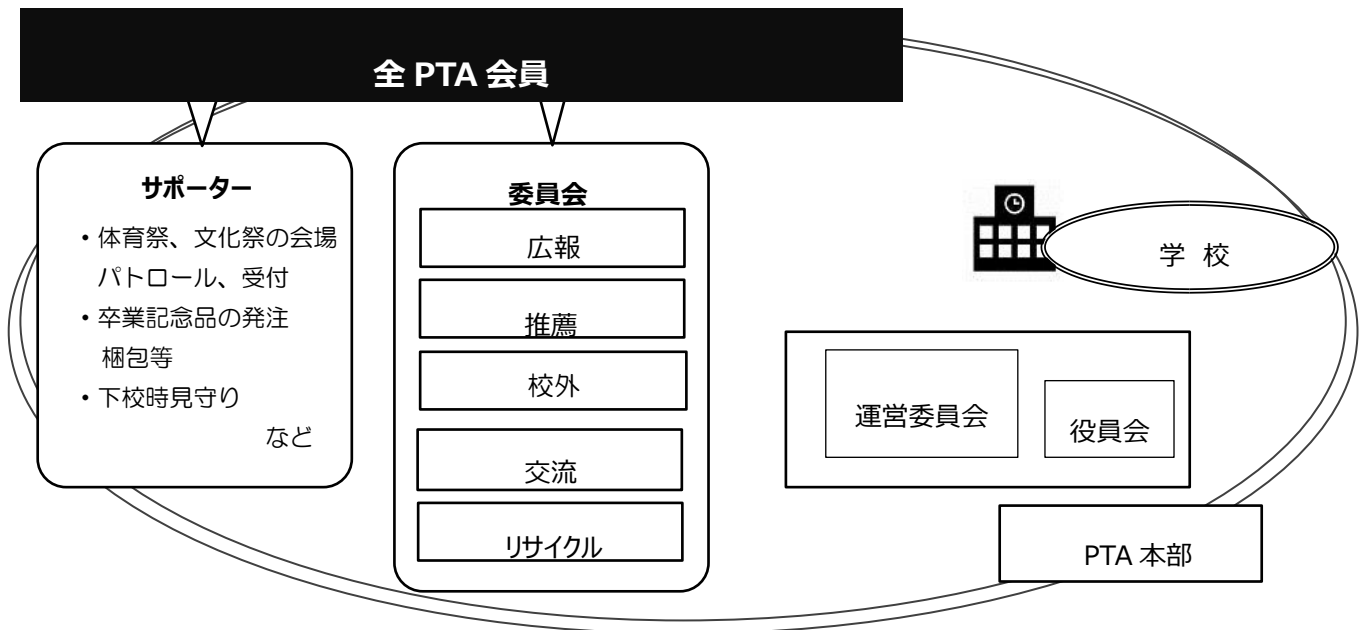 全 PTA 会員
サポーター
・体育祭、文化祭の会場
パトロール、受付
・卒業記念品の発注
梱包等
・下校時見守り
など
委員会
広報
推薦
校外
交流
リサイクル
学 校
運営委員会
役員会
PTA 本部